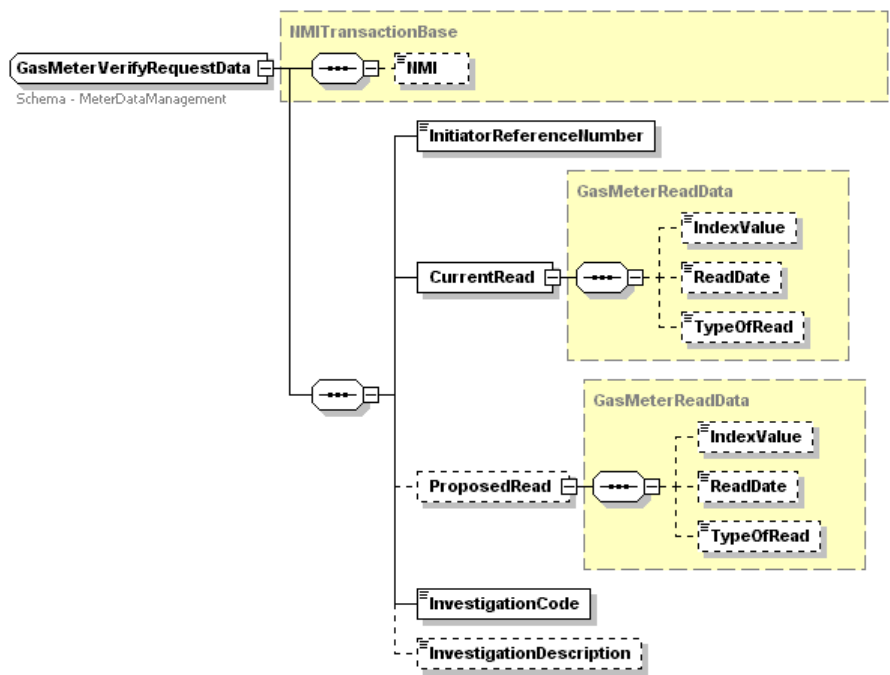 NMITransactionBase
GasMeterVerifyRequestData
NMI
Schema - MeterDataManagement
InitiatorReferenceNumber
GasMeterReadData
IndexValue
CurrentRead
ReadDate
TypeOfRead
GasMeterReadData
IndexValue
ProposedRead
ReadDate
TypeOfRead
InvestigationCode
InvestigationDescription